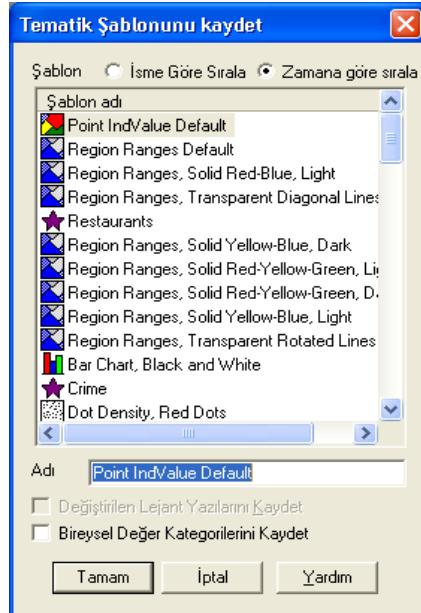 Tematik Şablonunu kaydet
Şablon İsme Göre Sırala Zamana göre sırala
Şablon adı
Point IndValue Default
Region Ranges Default
Region Ranges, Solid Red-Blue, Light
Region Ranges, Transparent Diagonal Lines
Restaurants
Region Ranges, Solid Yellow-Blue, Dark
Region Ranges, Solid Red-Yellow-Green, Li
Region Ranges, Solid Red-Yellow-Green, D
Region Ranges, Solid Yellow-Blue, Light
Region Ranges, Transparent Rotated Lines
Bar Chart, Black and White
Crime
Dot Density, Red Dots
Adı Point IndValue Default
Değiştirilen Lejant Yazılarını Kaydet
Bireysel Değer Kategorilerini Kaydet
Tamam İptal Yardım